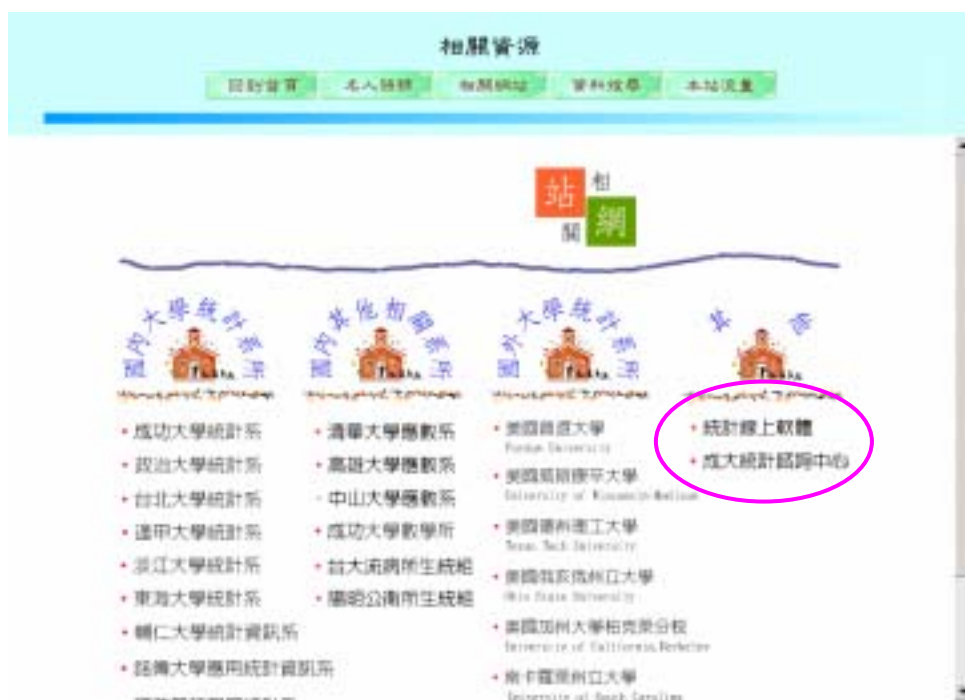 相關資源
回到首頁 名人語錄 相關網站 資料搜尋 本站流量
相關網站
國內大學統計系所
成功大學統計系
政治大學統計系
台北大學統計系
逢甲大學統計系
淡江大學統計系
東海大學統計系
輔仁大學統計資訊系
銘傳大學應用統計資訊系
國內其他相關系所
清華大學應數系
高雄大學應數系
中山大學應數系
成功大學數學所
台大流病所生統組
陽明公衛所生統組
國外大學統計系所
美國普渡大學
Purdue University
美國威斯康辛大學
University of Wisconsin-Madison
美國德州理工大學
Texas Tech University
美國俄亥俄州立大學
Ohio State University
美國加州大學柏克萊分校
University of California,Berkeley
南卡羅萊州立大學
University of South Carolina
其他
統計線上軟體
成大統計諮詢中心